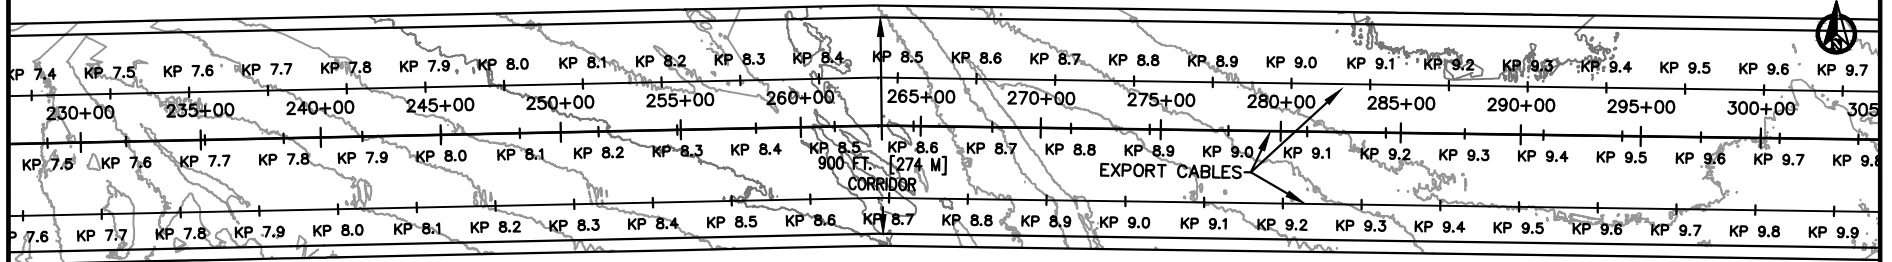 KP 7.4 KP 7.5 KP 7.6 KP 7.7 KP 7.8 KP 7.9 KP 8.0 KP 8.1 KP 8.2 KP 8.3 KP 8.4 KP 8.5 KP 8.6 KP 8.7 KP 8.8 KP 8.9 KP 9.0 KP 9.1 KP 9.2 KP 9.3 KP 9.4 KP 9.5 KP 9.6 KP 9.7
N
230+00 235+00 240+00 245+00 250+00 255+00 260+00 265+00 270+00 275+00 280+00 285+00 290+00 295+00 300+00 305
KP 7.5 KP 7.6 KP 7.7 KP 7.8 KP 7.9 KP 8.0 KP 8.1 KP 8.2 KP 8.3 KP 8.4 KP 8.5 KP 8.6 KP 8.7 KP 8.8 KP 8.9 KP 9.0 KP 9.1 KP 9.2 KP 9.3 KP 9.4 KP 9.5 KP 9.6 KP 9.7 KP 9.8
900 FT. [274 M]
CORRIDOR
EXPORT CABLES
P 7.6 KP 7.7 KP 7.8 KP 7.9 KP 8.0 KP 8.1 KP 8.2 KP 8.3 KP 8.4 KP 8.5 KP 8.6 KP 8.7 KP 8.8 KP 8.9 KP 9.0 KP 9.1 KP 9.2 KP 9.3 KP 9.4 KP 9.5 KP 9.6 KP 9.7 KP 9.8 KP 9.9